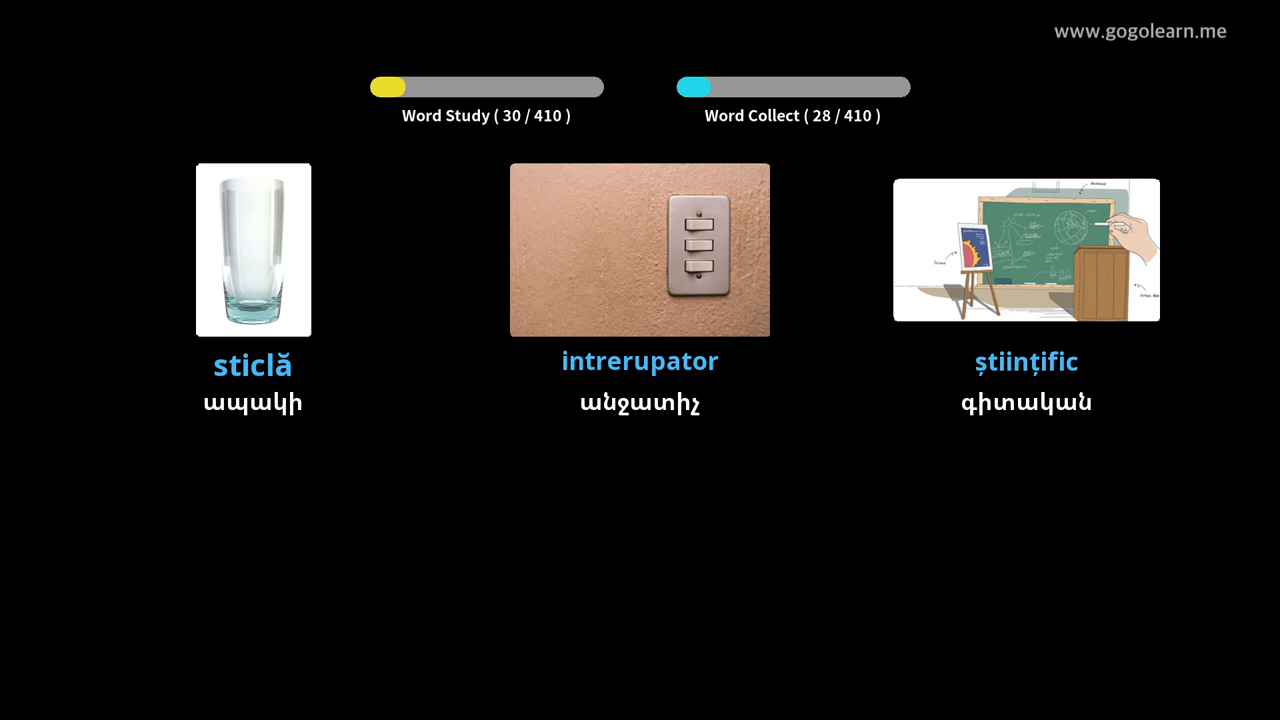 www.gogolearn.me
Word Study ( 30 / 410 )
Word Collect ( 28 / 410 )
sticlă
ապակի
intrerupator
անջատիչ
științific
գիտական